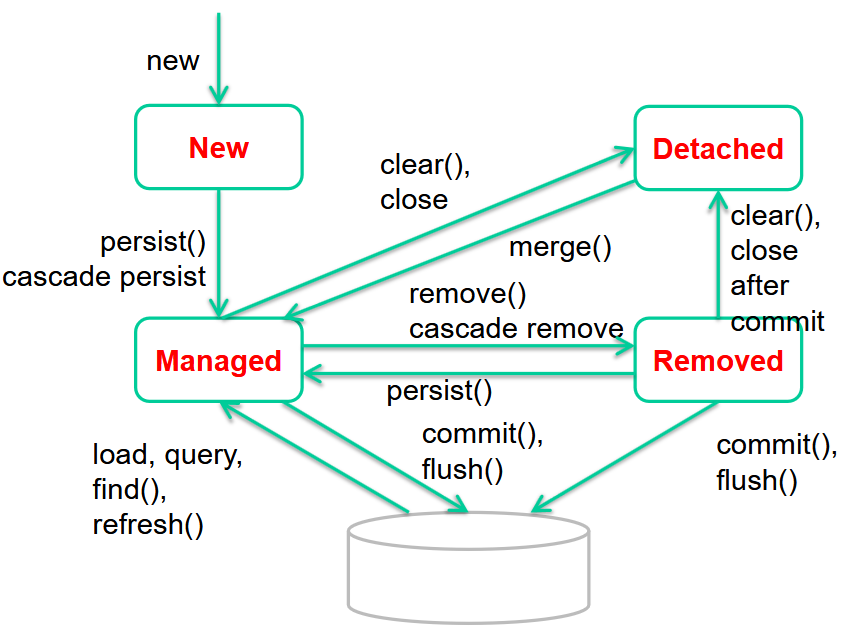 new
New
Detached
clear(),
close
clear(),
close
after
commit
persist()
cascade persist
merge()
remove()
cascade remove
Managed
Removed
persist()
commit(),
flush()
load, query,
find(),
refresh()
commit(),
flush()